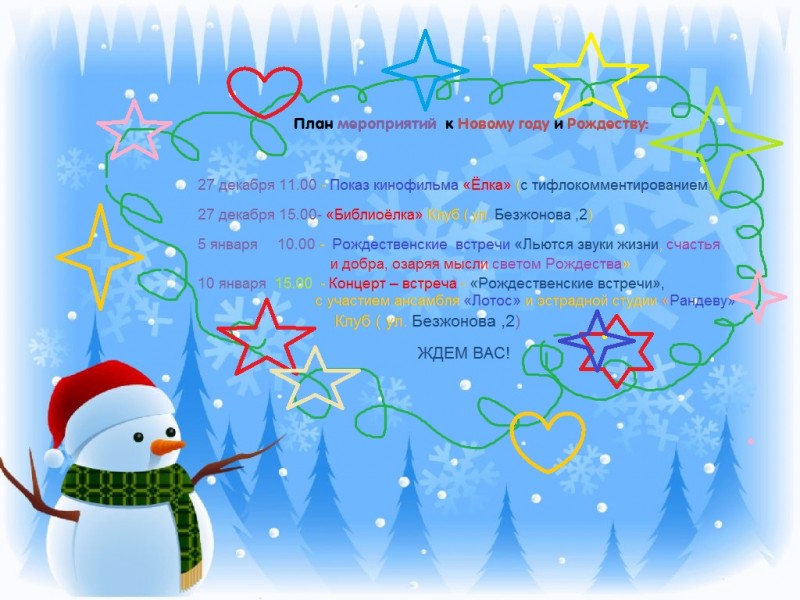 План мероприятий к Новому году и Рождеству:
27 декабря 11.00 - Показ кинофильма «Ёлка» (с тифлокомментированием)
27 декабря 15.00- «Библиоёлка» Клуб ( ул. Безжонова ,2)
5 января 10.00 - Рождественские встречи «Льются звуки жизни, счастья
и добра, озаряя мысли светом Рождества»
10 января 15.00 - Концерт – встреча - «Рождественские встречи»,
с участием ансамбля «Лотос» и эстрадной студии «Рандеву»
Клуб ( ул. Безжонова ,2)
ЖДЕМ ВАС!